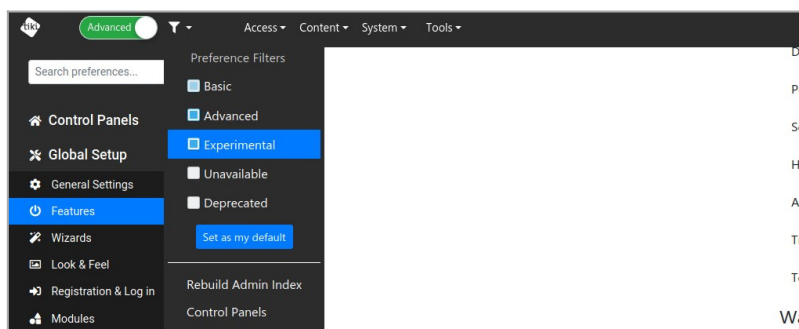 tiki
Advanced
Access Content System Tools
Search preferences...
Control Panels
Global Setup
General Settings
Features
Wizards
Look & Feel
Registration & Log in
Modules
Preference Filters
Basic
Advanced
Experimental
Unavailable
Deprecated
Set as my default
Rebuild Admin Index
Control Panels